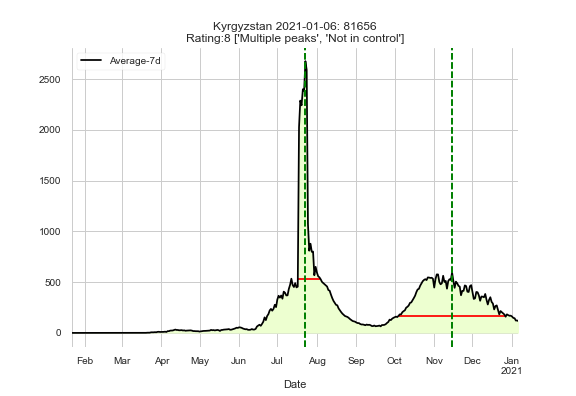 Kyrgyzstan 2021-01-06: 81656
Rating:8 ['Multiple peaks', 'Not in control']
Average-7d
2500
2000
1500
1000
500
0
Feb Mar Apr May Jun Jul Aug Sep Oct Nov Dec Jan
2021
Date